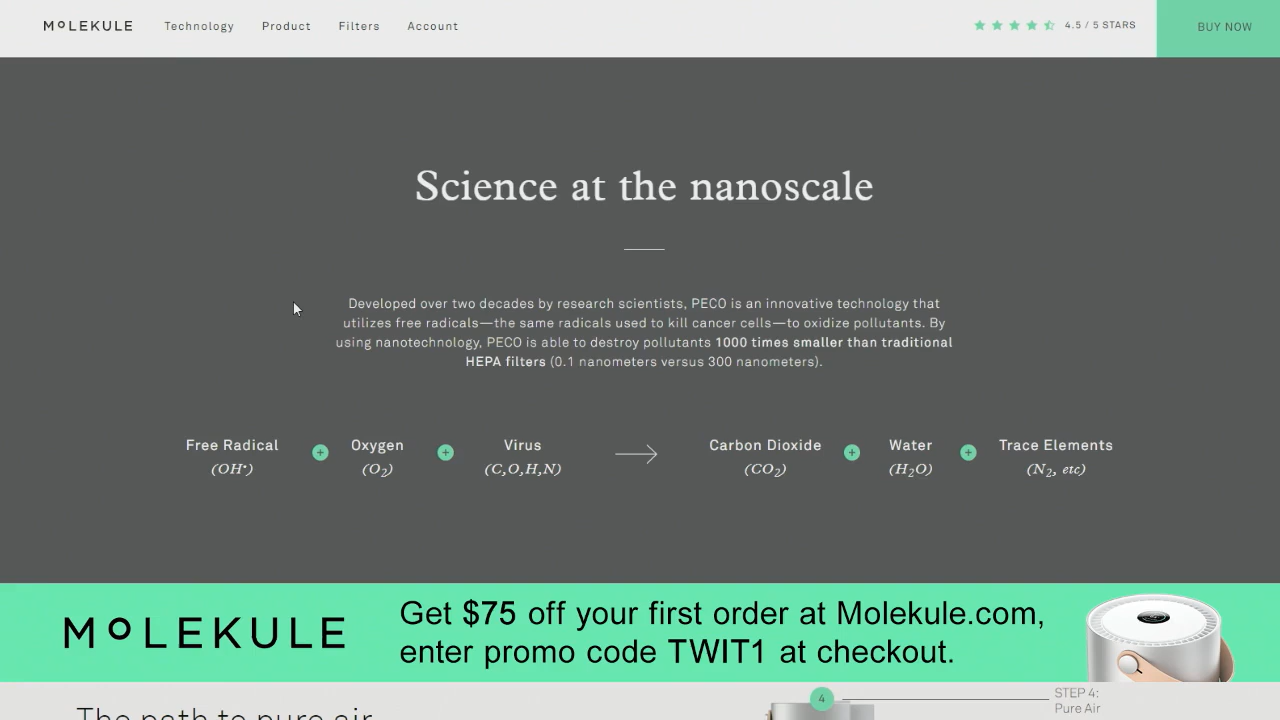 MOLEKULE Technology Product Filters Account 4.5 / 5 STARS BUY NOW
Science at the nanoscale
Developed over two decades by research scientists, PECO is an innovative technology that
utilizes free radicals—the same radicals used to kill cancer cells—to oxidize pollutants. By
using nanotechnology, PECO is able to destroy pollutants 1000 times smaller than traditional
HEPA filters (0.1 nanometers versus 300 nanometers).
Free Radical + Oxygen + Virus → Carbon Dioxide + Water + Trace Elements
(OH•) (O₂) (C,O,H,N) (CO₂) (H₂O) (N₂, etc)
MOLEKULE
Get $75 off your first order at Molekule.com,
enter promo code TWIT1 at checkout.
4 STEP 4:
Pure Air
The path to pure air